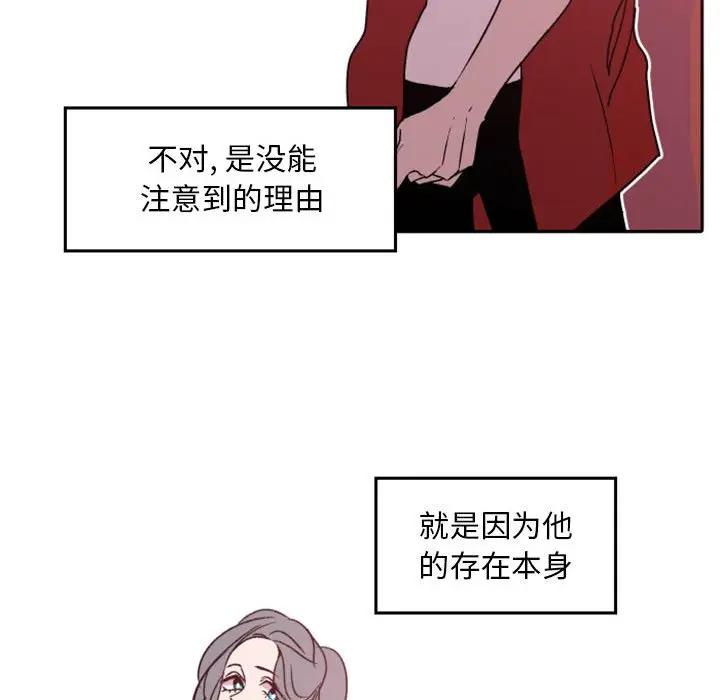 不对, 是没能
注意到的理由
就是因为他
的存在本身